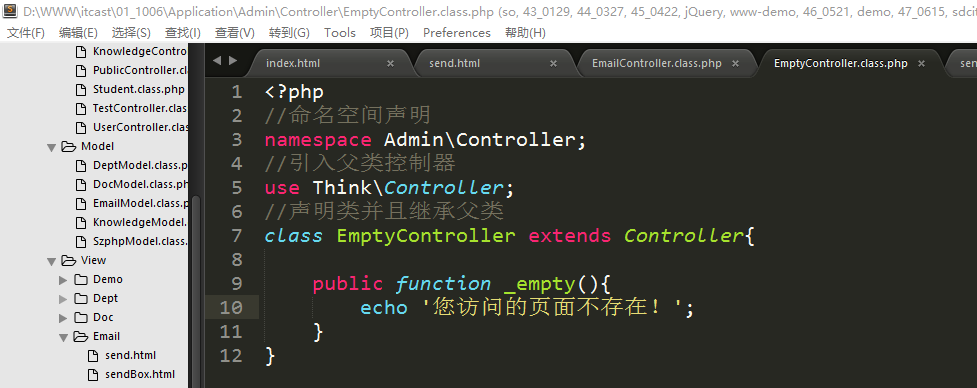 D:\WWW\itcast\01_1006\Application\Admin\Controller\EmptyController.class.php (so, 43_0129, 44_0327, 45_0422, jQuery, www-demo, 46_0521, demo, 47_0615, sdcit
文件(F) 编辑(E) 选择(S) 查找(I) 查看(V) 转到(G) Tools 项目(P) Preferences 帮助(H)
index.html × send.html × EmailController.class.php × EmptyController.class.php × sen
KnowledgeContro
PublicController.cl
Student.class.php
TestController.clas
UserController.clas
Model
DeptModel.class.p
DocModel.class.ph
EmailModel.class.p
KnowledgeModel.
SzphpModel.class.
View
Demo
Dept
Doc
Email
send.html
sendBox.html
1 <?php
2 //命名空间声明
3 namespace Admin\Controller;
4 //引入父类控制器
5 use Think\Controller;
6 //声明类并且继承父类
7 class EmptyController extends Controller{
8
9 public function _empty(){
10 echo '您访问的页面不存在！';
11 }
12 }